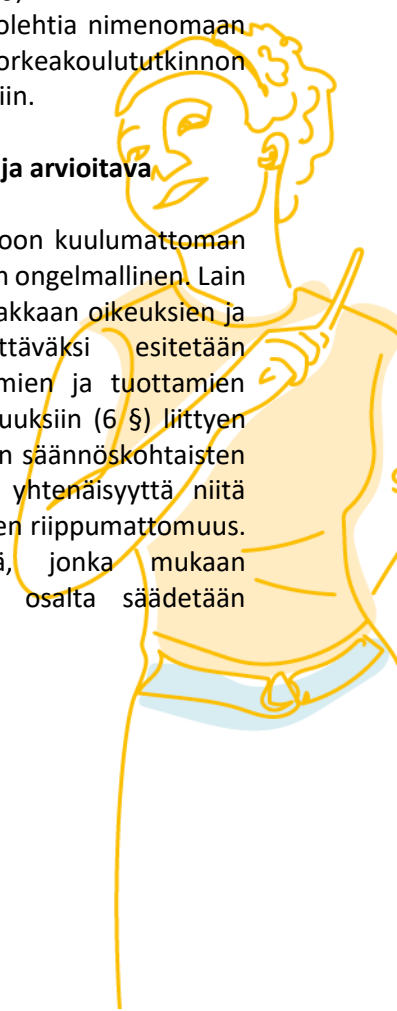 olehtia nimenomaan
orkeakoulututkinnon
iin.
ja arvioitava
oon kuulumattoman
n ongelmallinen. Lain
akkaan oikeuksien ja
ttäväksi esitetään
mien ja tuottamien
uuksiin (6 §) liittyen
n säännöskohtaisten
yhtenäisyyttä niitä
en riippumattomuus.
ä, jonka mukaan
osalta säädetään